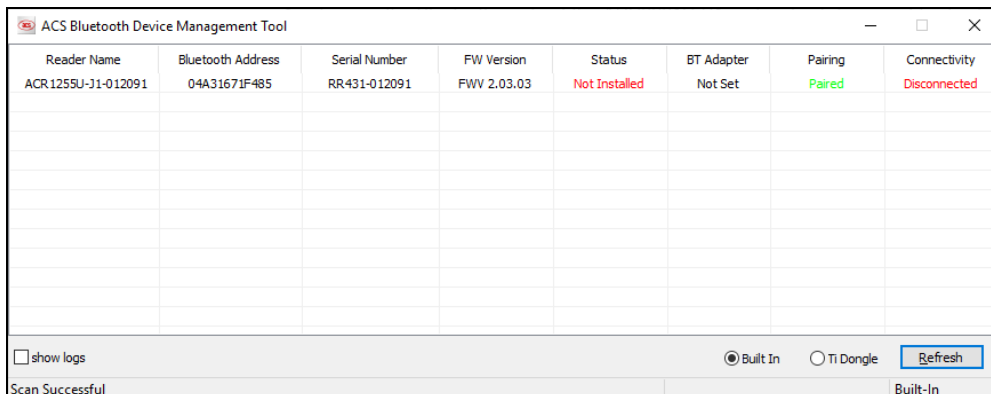 ACS Bluetooth Device Management Tool
Reader Name Bluetooth Address Serial Number FW Version Status BT Adapter Pairing Connectivity
ACR1255U-J1-012091 04A31671F485 RR431-012091 FWV 2.03.03 Not Installed Not Set Paired Disconnected
show logs Built In Ti Dongle Refresh
Scan Successful Built-In